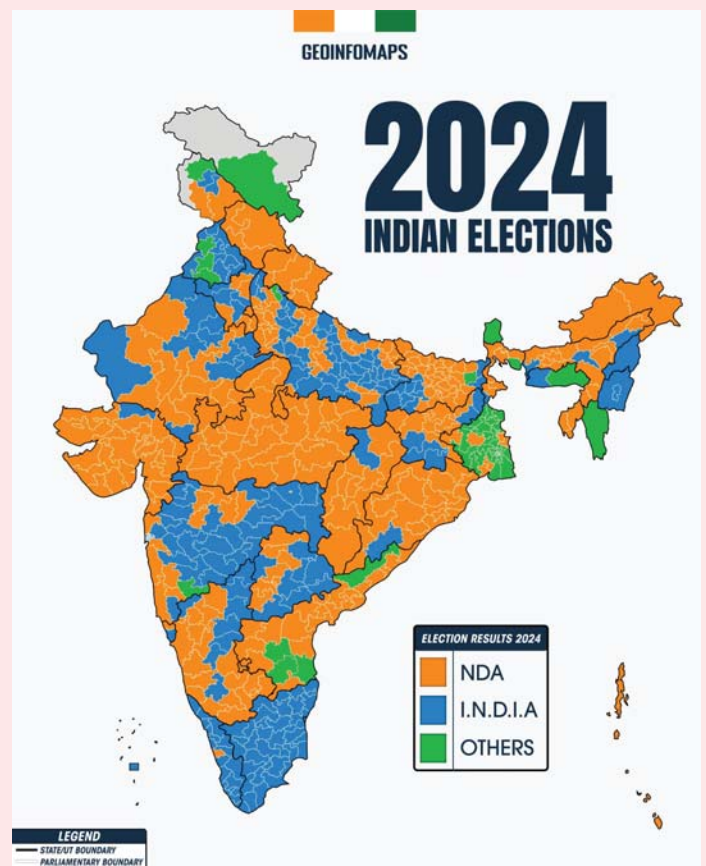 GEOINFOMAPS
2024
INDIAN ELECTIONS
ELECTION RESULTS 2024
NDA
I.N.D.I.A
OTHERS
LEGEND
STATE/UT BOUNDARY
PARLIAMENTARY BOUNDARY